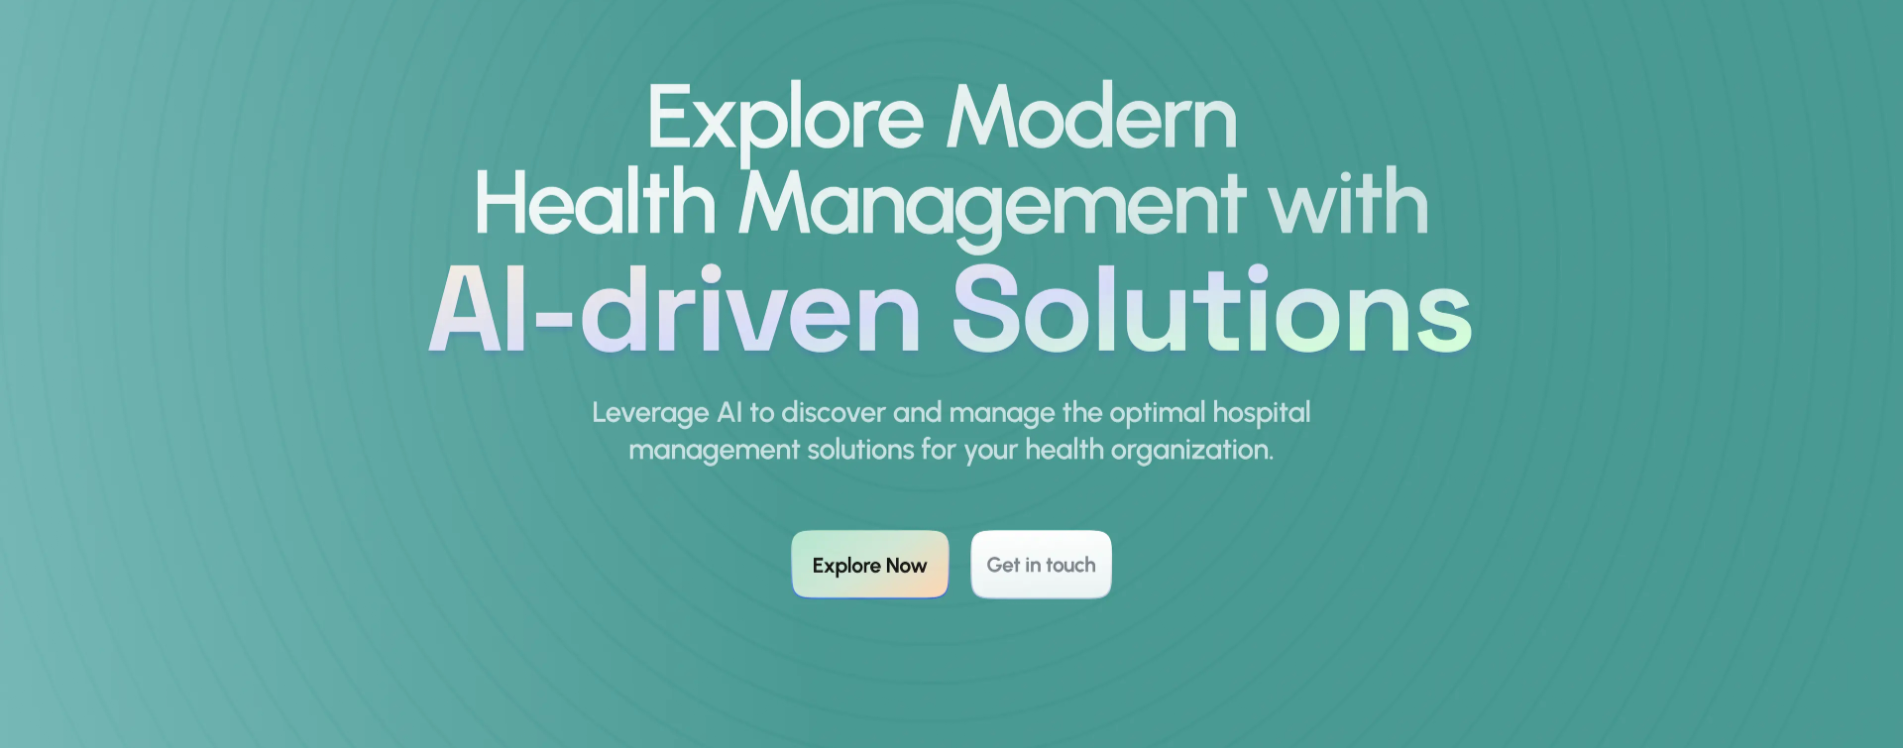 Explore Modern
Health Management with
AI-driven Solutions
Leverage AI to discover and manage the optimal hospital
management solutions for your health organization.
Explore Now
Get in touch